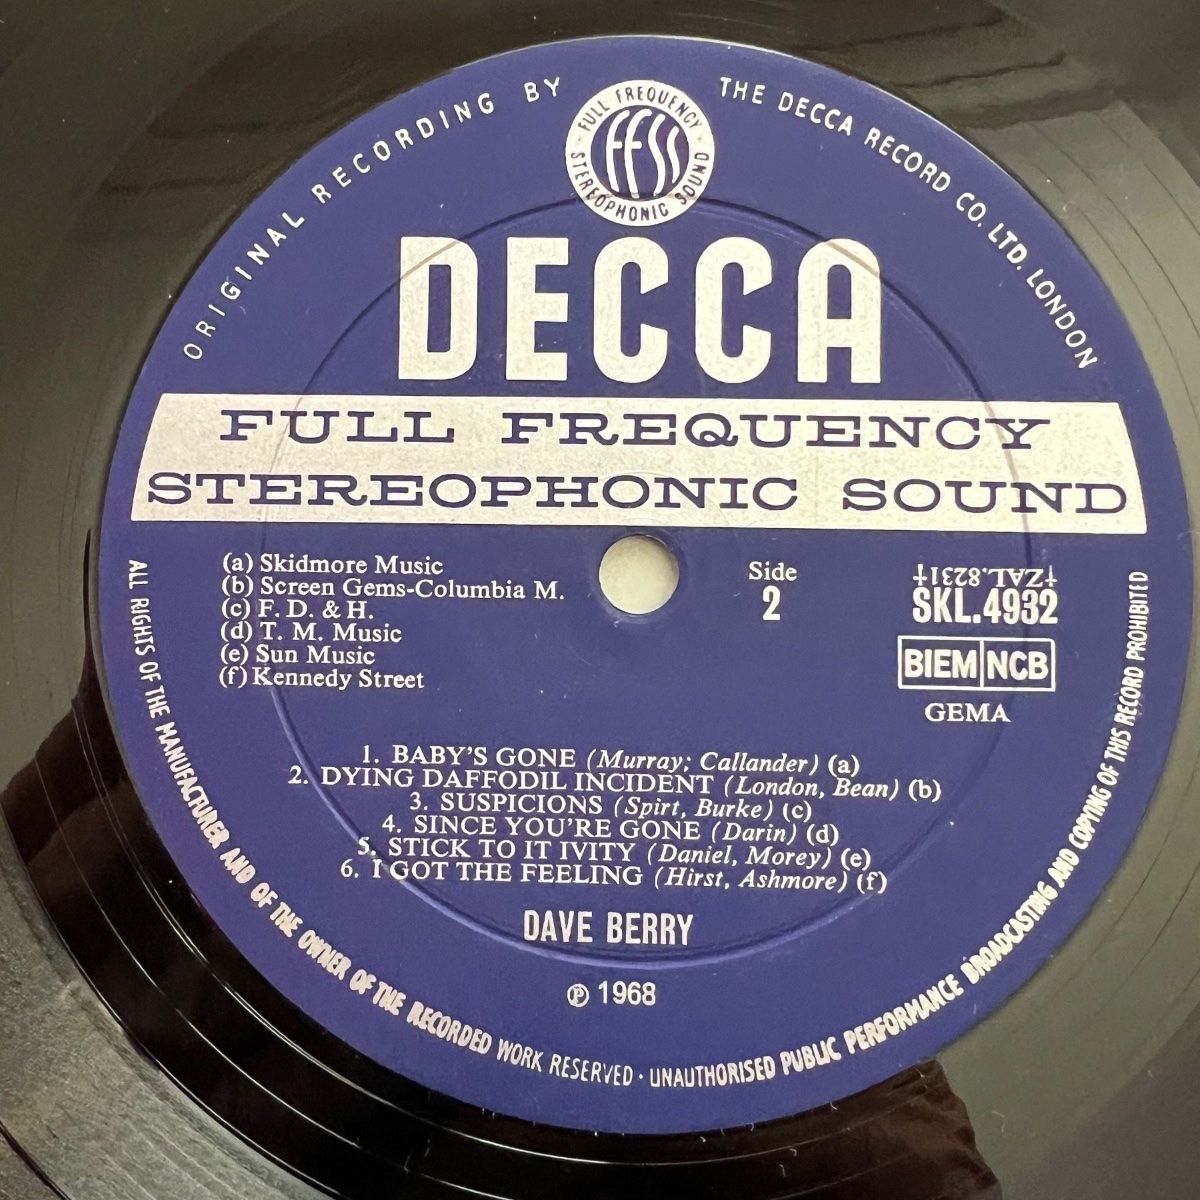 ORIGINAL RECORDING BY THE DECCA RECORD CO. LTD. LONDON
FULL FREQUENCY STEREOPHONIC SOUND
FFSS
DECCA
FULL FREQUENCY
STEREOPHONIC SOUND
(a) Skidmore Music
(b) Screen Gems-Columbia M.
(c) F. D. & H.
(d) T. M. Music
(e) Sun Music
(f) Kennedy Street
Side
2
‡ZAL.8231‡
SKL.4932
BIEM NCB
GEMA
1. BABY'S GONE (Murray; Callander) (a)
2. DYING DAFFODIL INCIDENT (London, Bean) (b)
3. SUSPICIONS (Spirt, Burke) (c)
4. SINCE YOU'RE GONE (Darin) (d)
5. STICK TO IT IVITY (Daniel, Morey) (e)
6. I GOT THE FEELING (Hirst, Ashmore) (f)
DAVE BERRY
℗ 1968
ALL RIGHTS OF THE MANUFACTURER AND OF THE OWNER OF THE RECORDED WORK RESERVED · UNAUTHORISED PUBLIC PERFORMANCE BROADCASTING AND COPYING OF THIS RECORD PROHIBITED